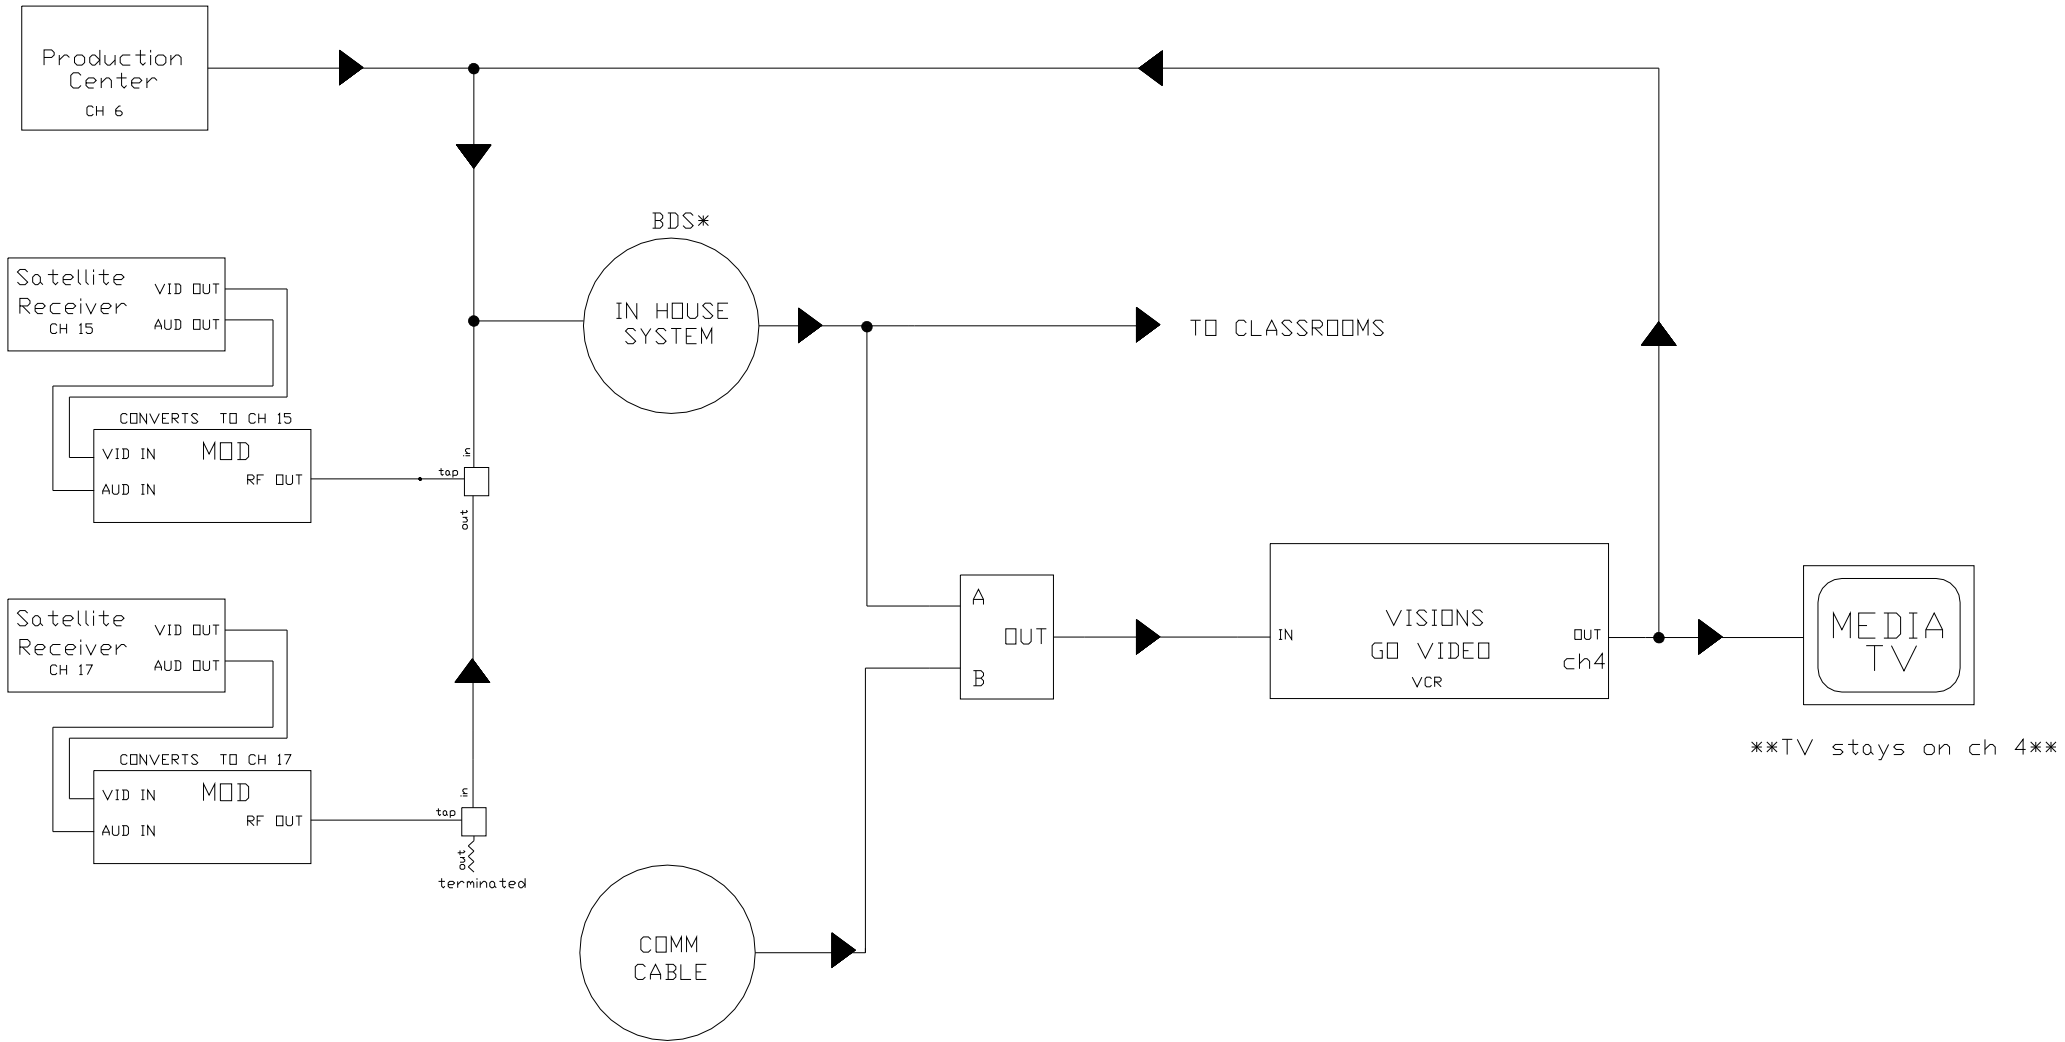 Production
Center
CH 6
BDS*
IN HOUSE
SYSTEM
TO CLASSROOMS
Satellite
Receiver
CH 15
VID OUT
AUD OUT
CONVERTS TO CH 15
MOD
VID IN
AUD IN
RF OUT
tap
in
out
Satellite
Receiver
CH 17
VID OUT
AUD OUT
CONVERTS TO CH 17
MOD
VID IN
AUD IN
RF OUT
tap
in
out
terminated
A
OUT
B
IN
VISIONS
GO VIDEO
VCR
OUT
ch4
MEDIA
TV
**TV stays on ch 4**
COMM
CABLE